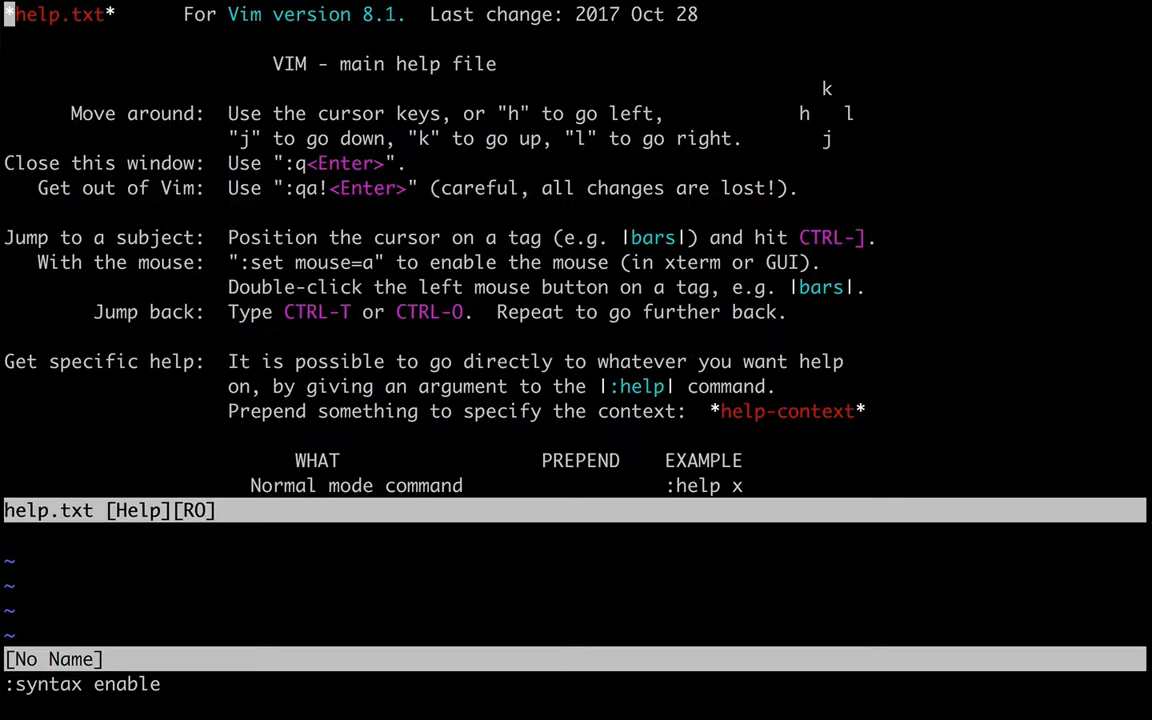 *help.txt*      For Vim version 8.1.  Last change: 2017 Oct 28
VIM - main help file
k
Move around:  Use the cursor keys, or "h" to go left,            h   l
"j" to go down, "k" to go up, "l" to go right.       j
Close this window:  Use ":q<Enter>".
Get out of Vim:  Use ":qa!<Enter>" (careful, all changes are lost!).
Jump to a subject:  Position the cursor on a tag (e.g. |bars|) and hit CTRL-].
With the mouse:  ":set mouse=a" to enable the mouse (in xterm or GUI).
Double-click the left mouse button on a tag, e.g. |bars|.
Jump back:  Type CTRL-T or CTRL-O.  Repeat to go further back.
Get specific help:  It is possible to go directly to whatever you want help
on, by giving an argument to the |:help| command.
Prepend something to specify the context:  *help-context*
WHAT                  PREPEND    EXAMPLE
Normal mode command                  :help x
help.txt [Help][RO]
~
~
~
~
[No Name]
:syntax enable